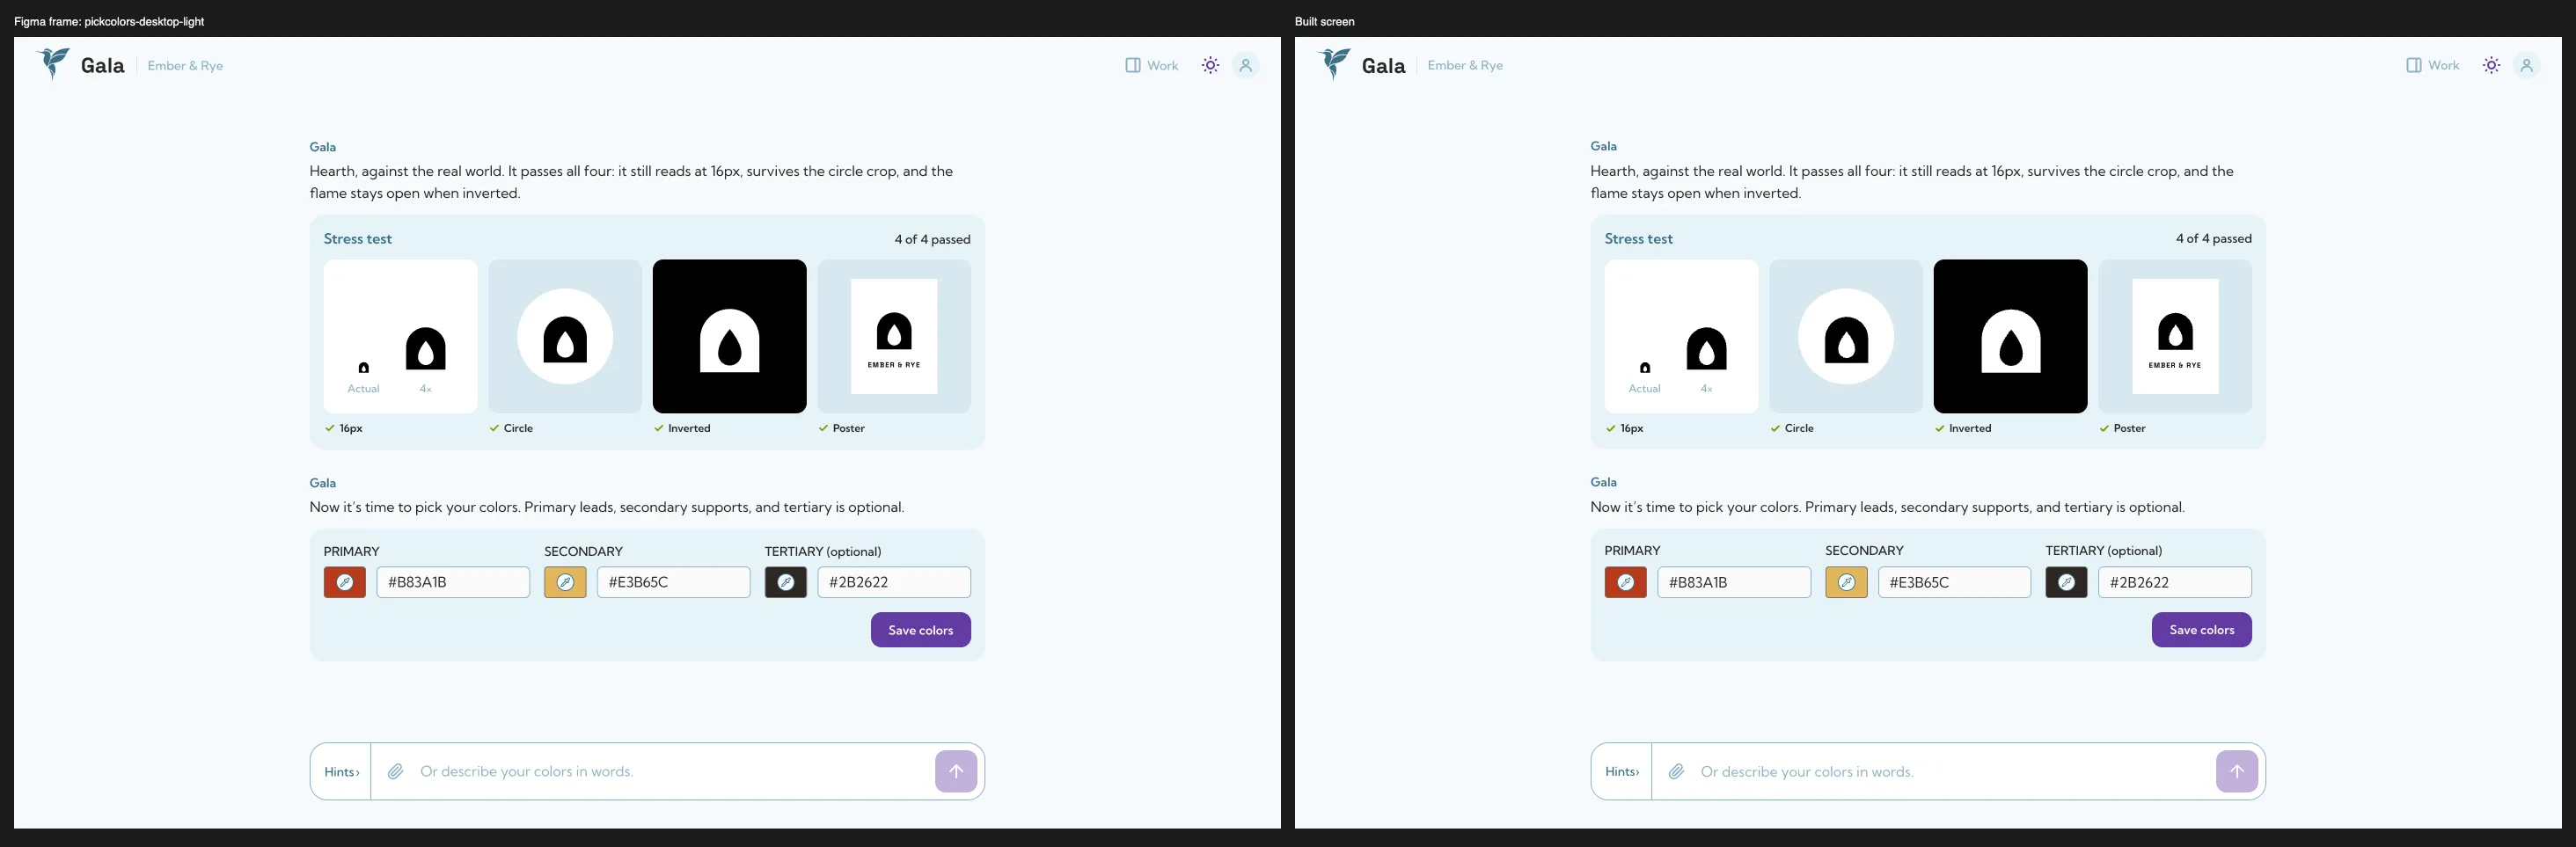 Figma frame: pickcolors-desktop-light
Gala
Ember & Rye
Work
Gala
Hearth, against the real world. It passes all four: it still reads at 16px, survives the circle crop, and the
flame stays open when inverted.
Stress test
4 of 4 passed
Actual
4×
EMBER & RYE
16px
Circle
Inverted
Poster
Gala
Now it's time to pick your colors. Primary leads, secondary supports, and tertiary is optional.
PRIMARY
SECONDARY
TERTIARY (optional)
#B83A1B
#E3B65C
#2B2622
Save colors
Hints›
Or describe your colors in words.
Built screen
Gala
Ember & Rye
Work
Gala
Hearth, against the real world. It passes all four: it still reads at 16px, survives the circle crop, and the
flame stays open when inverted.
Stress test
4 of 4 passed
Actual
4×
EMBER & RYE
16px
Circle
Inverted
Poster
Gala
Now it's time to pick your colors. Primary leads, secondary supports, and tertiary is optional.
PRIMARY
SECONDARY
TERTIARY (optional)
#B83A1B
#E3B65C
#2B2622
Save colors
Hints›
Or describe your colors in words.